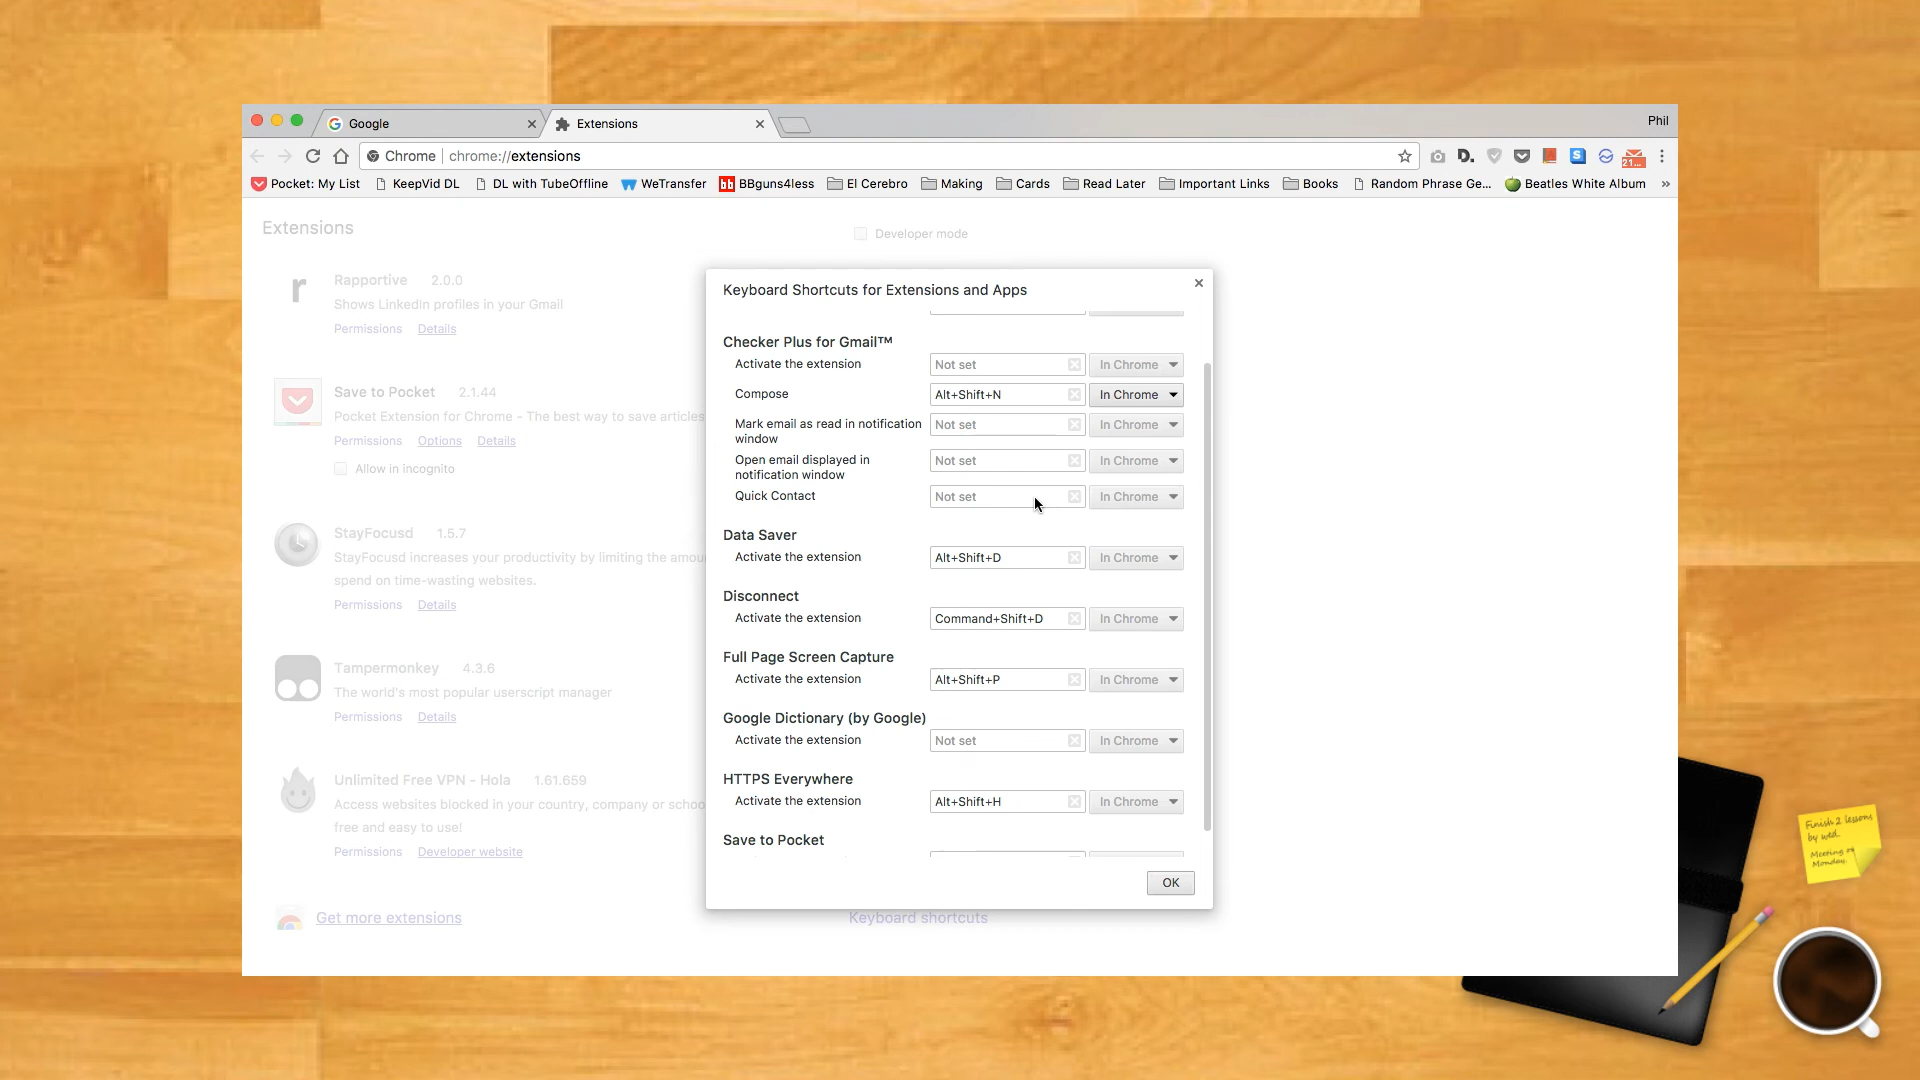 Google
Extensions
Phil
Chrome
chrome://extensions
21...
Pocket: My List
KeepVid DL
DL with TubeOffline
WeTransfer
BBguns4less
El Cerebro
Making
Cards
Read Later
Important Links
Books
Random Phrase Ge...
Beatles White Album
»
Extensions
Developer mode
Rapportive 2.0.0
Shows LinkedIn profiles in your Gmail
Permissions Details
Save to Pocket 2.1.44
Pocket Extension for Chrome - The best way to save articles
Permissions Options Details
Allow in incognito
StayFocusd 1.5.7
StayFocusd increases your productivity by limiting the amou
spend on time-wasting websites.
Permissions Details
Tampermonkey 4.3.6
The world's most popular userscript manager
Permissions Details
Unlimited Free VPN - Hola 1.61.659
Access websites blocked in your country, company or schoo
free and easy to use!
Permissions Developer website
Get more extensions
Keyboard shortcuts
Keyboard Shortcuts for Extensions and Apps
Checker Plus for Gmail™
Activate the extension Not set In Chrome
Compose Alt+Shift+N In Chrome
Mark email as read in notification
window
Not set In Chrome
Open email displayed in
notification window
Not set In Chrome
Quick Contact Not set In Chrome
Data Saver
Activate the extension Alt+Shift+D In Chrome
Disconnect
Activate the extension Command+Shift+D In Chrome
Full Page Screen Capture
Activate the extension Alt+Shift+P In Chrome
Google Dictionary (by Google)
Activate the extension Not set In Chrome
HTTPS Everywhere
Activate the extension Alt+Shift+H In Chrome
Save to Pocket
OK
Finish 2 lessons
by wed.
Meeting
Monday.